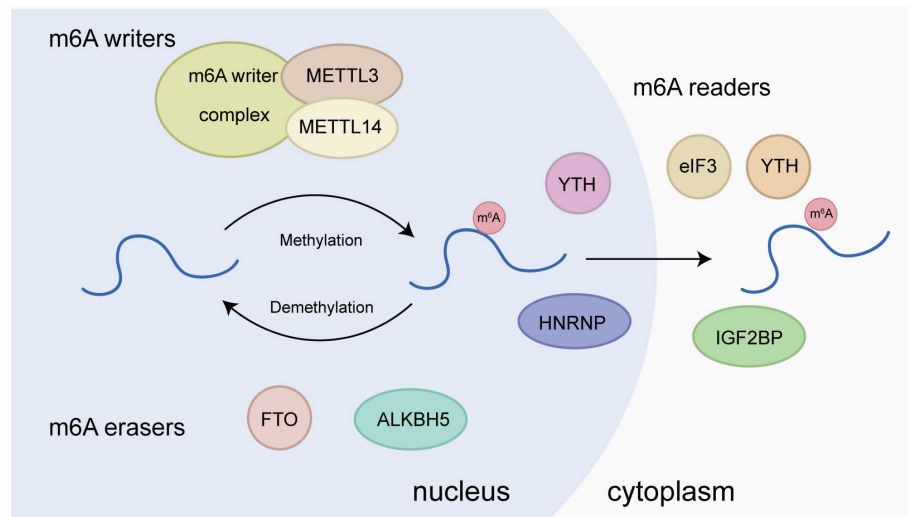 m6A writers
m6A writer
complex
METTL3
METTL14
m6A readers
eIF3
YTH
YTH
m⁶A
m⁶A
Methylation
Demethylation
HNRNP
IGF2BP
m6A erasers
FTO
ALKBH5
nucleus
cytoplasm